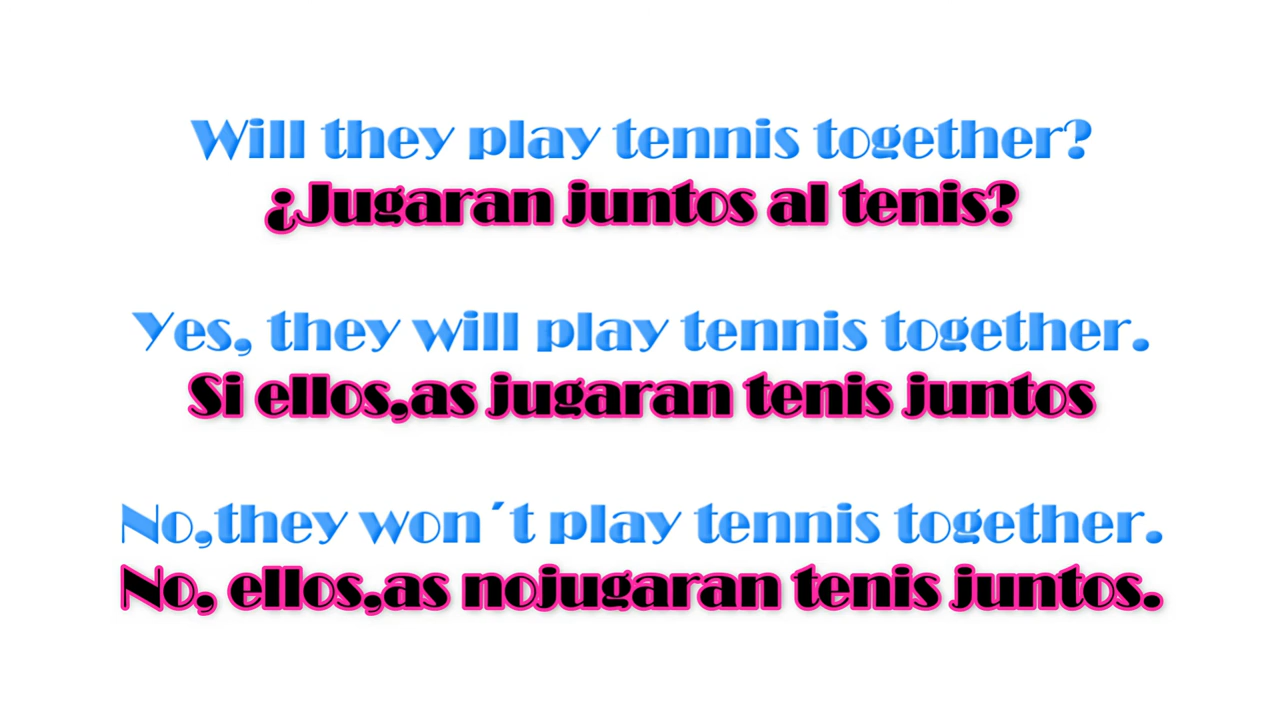 Will they play tennis together?
¿Jugaran juntos al tenis?
Yes, they will play tennis together.
Si ellos,as jugaran tenis juntos
No,they won´t play tennis together.
No, ellos,as nojugaran tenis juntos.